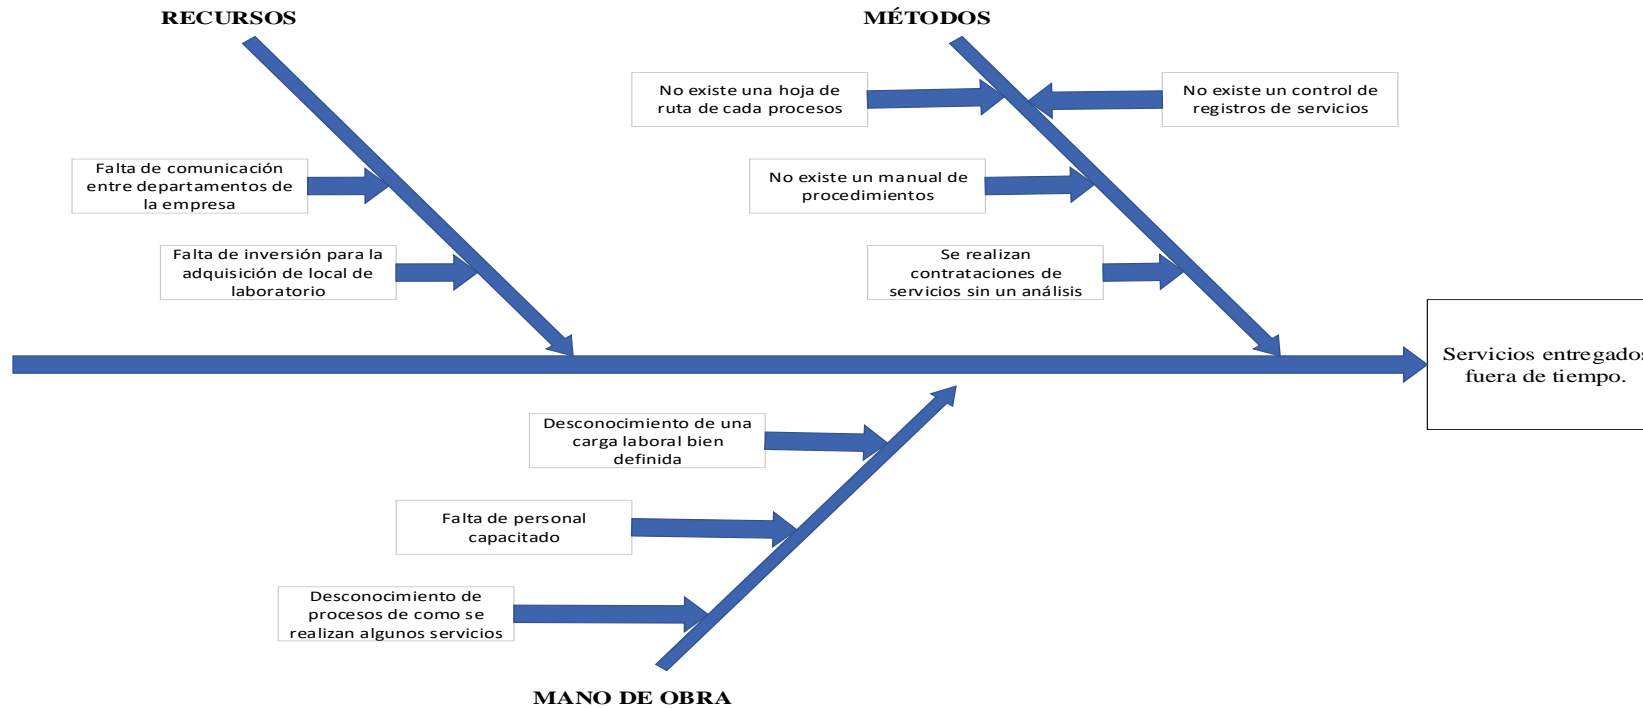 RECURSOS
MÉTODOS
No existe una hoja de
ruta de cada procesos
No existe un control de
registros de servicios
Falta de comunicación
entre departamentos de
la empresa
No existe un manual de
procedimientos
Falta de inversión para la
adquisición de local de
laboratorio
Se realizan
contrataciones de
servicios sin un análisis
Servicios entregados
fuera de tiempo.
Desconocimiento de una
carga laboral bien
definida
Falta de personal
capacitado
Desconocimiento de
procesos de como se
realizan algunos servicios
MANO DE OBRA